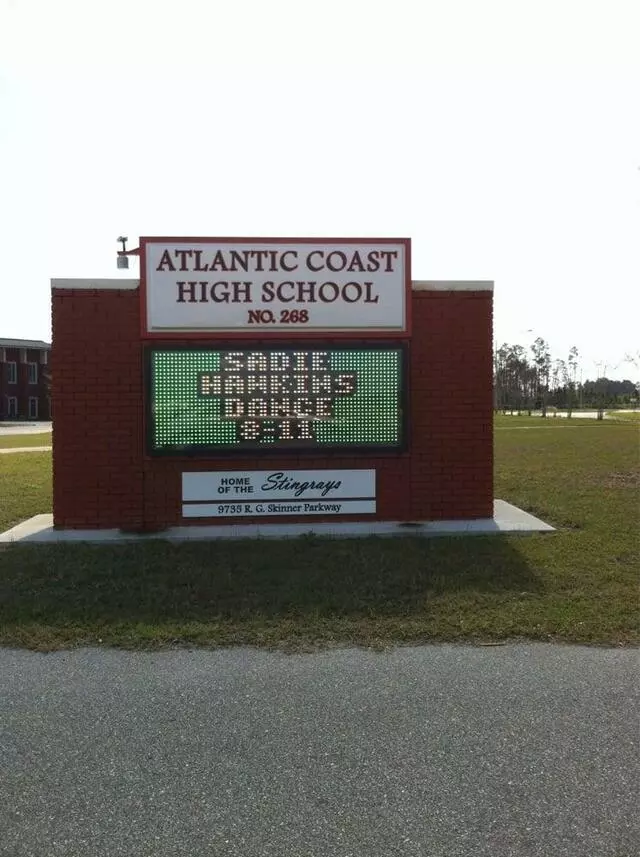 ATLANTIC COAST
HIGH SCHOOL
NO. 268
SADIE
HAWKINS
DANCE
HOME OF THE Stingrays
9735 R. G. Skinner Parkway